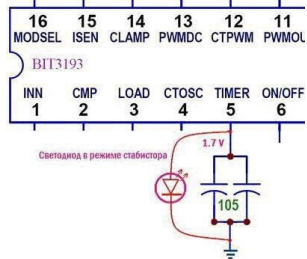 16 15 14 13 12 11
MODSEL ISEN CLAMP PWMDC CTPWM PWMOU
BIT3193
INN CMP LOAD CTOSC TIMER ON/OFF
1 2 3 4 5 6
1.7 V
Светодиод в режиме стабистора
105